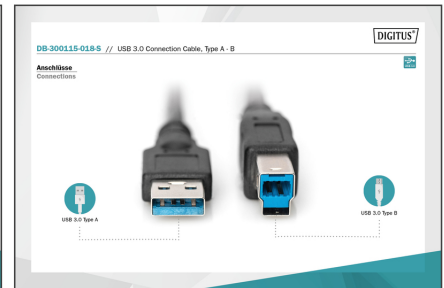 DIGITUS®
DB-300115-018-S // USB 3.0 Connection Cable, Type A - B
Anschlüsse
Connections
USB 3.0 Type A
USB 3.0 Type B